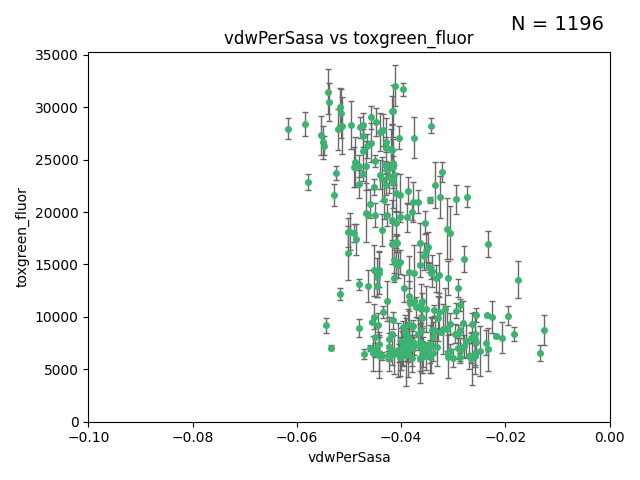 N = 1196
vdwPerSasa vs toxgreen_fluor
35000
30000
25000
20000
15000
10000
5000
0
toxgreen_fluor
−0.10 −0.08 −0.06 −0.04 −0.02 0.00
vdwPerSasa